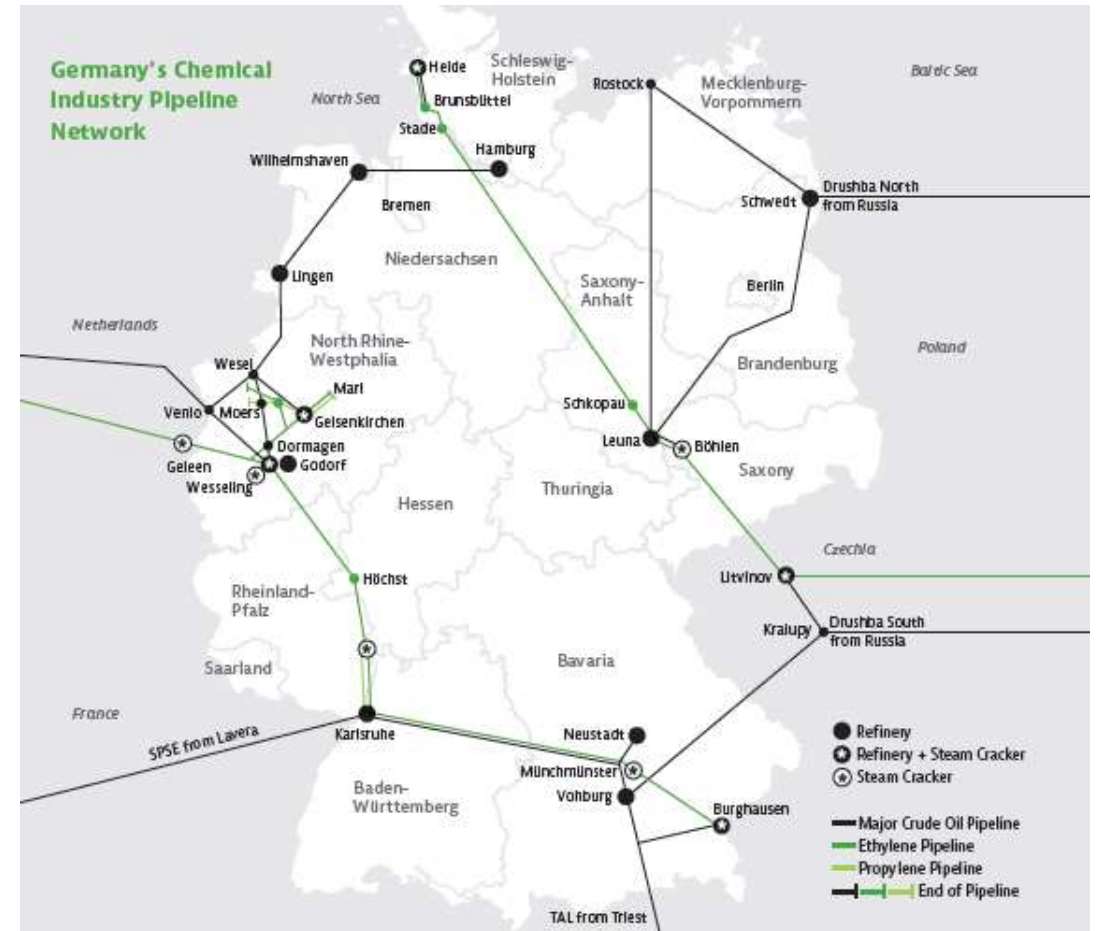 Germany's Chemical
Industry Pipeline
Network
North Sea
Heide
Schleswig-
Holstein
Brunsbüttel
Stade
Rostock
Mecklenburg-
Vorpommern
Baltic Sea
Wilhelmshaven
Hamburg
Bremen
Schwedt
Drushba North
from Russia
Niedersachsen
Lingen
Saxony-
Anhalt
Berlin
Netherlands
North Rhine-
Westphalia
Brandenburg
Poland
Wesel
Marl
Venlo
Moers
Gelsenkirchen
Schkopau
Dormagen
Leuna
Böhlen
Geleen
Godorf
Wesseling
Saxony
Hessen
Thuringia
Czechia
Höchst
Litvinov
Rheinland-
Pfalz
Kralupy
Drushba South
from Russia
Saarland
Bavaria
France
SPSE from Lavera
Karlsruhe
Neustadt
Münchmünster
Vohburg
Baden-
Württemberg
Burghausen
TAL from Triest
Refinery
Refinery + Steam Cracker
Steam Cracker
Major Crude Oil Pipeline
Ethylene Pipeline
Propylene Pipeline
End of Pipeline